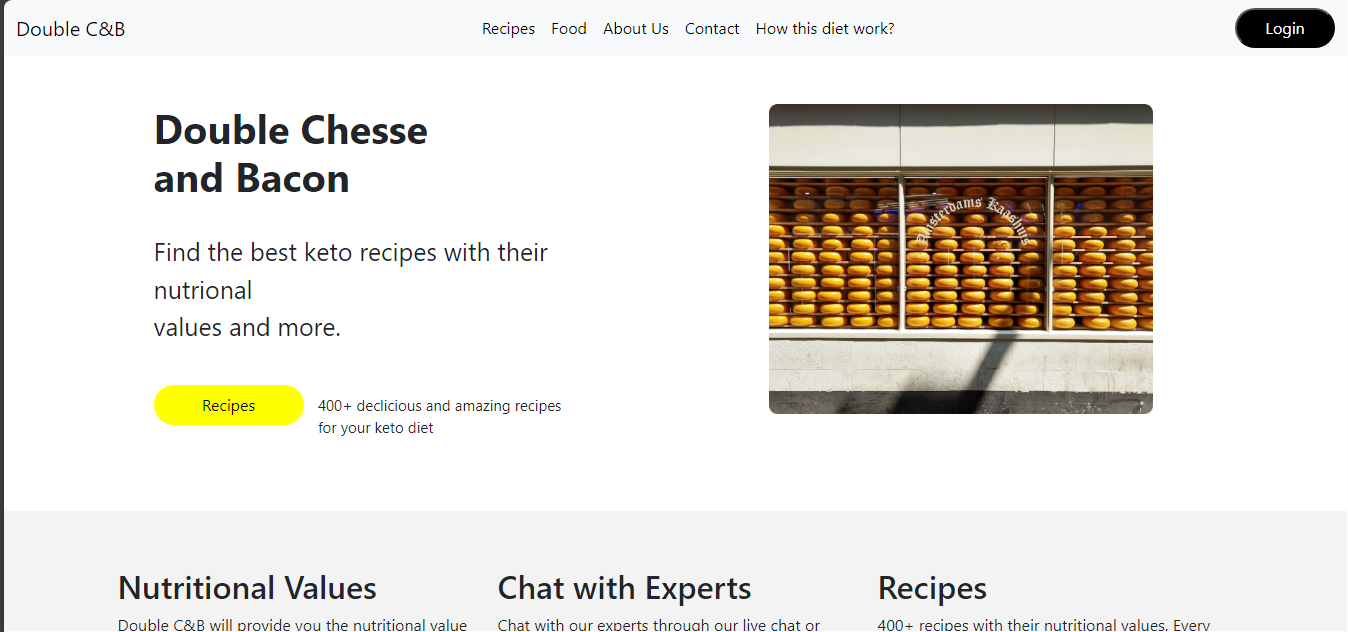 Double C&B
Recipes Food About Us Contact How this diet work?
Login
Double Chesse
and Bacon
Find the best keto recipes with their
nutrional
values and more.
Recipes
400+ declicious and amazing recipes
for your keto diet
Amsterdams Kaashuis
Nutritional Values
Double C&B will provide you the nutritional value
Chat with Experts
Chat with our experts through our live chat or
Recipes
400+ recipes with their nutritional values. Every